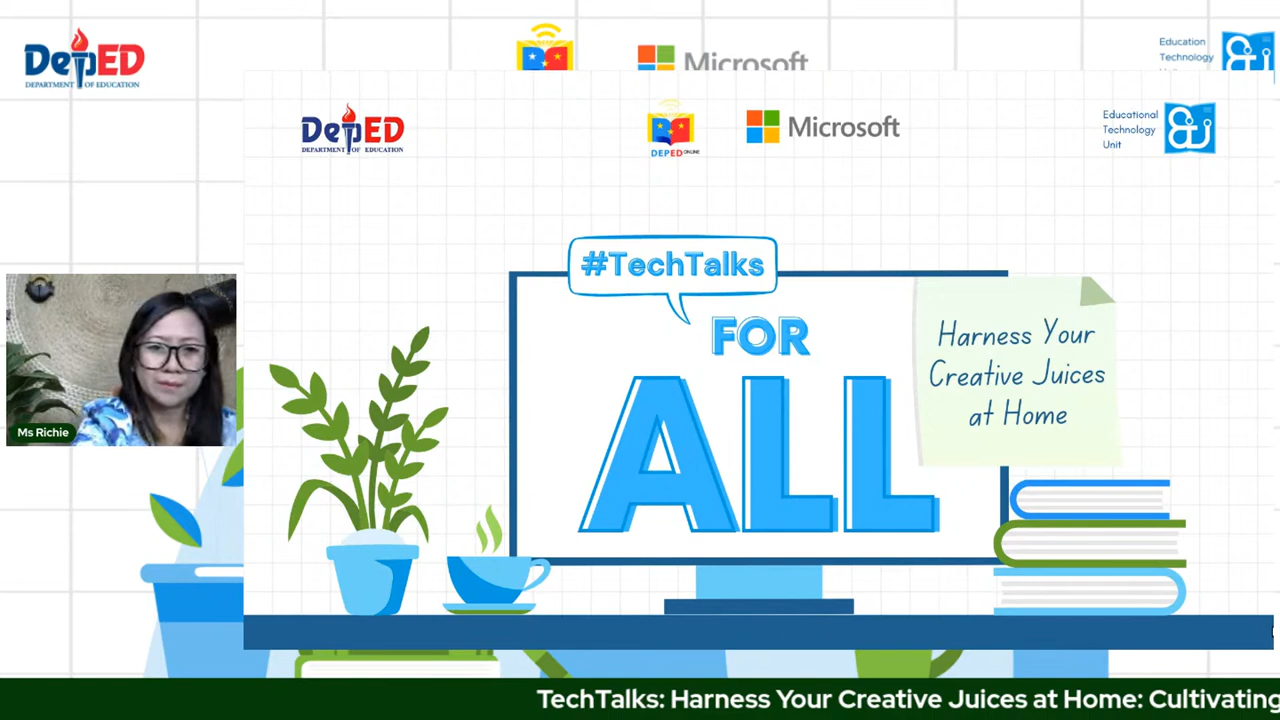 DepED
DEPARTMENT OF EDUCATION
Microsoft
Education
Technology
DepED
DEPARTMENT OF EDUCATION
DEPED ONLINE
Microsoft
Educational
Technology
Unit
#TechTalks
FOR
ALL
Harness Your
Creative Juices
at Home
Ms Richie
TechTalks: Harness Your Creative Juices at Home: Cultivating